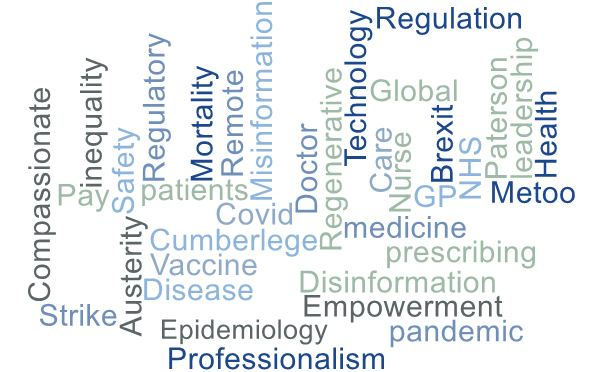 Regulation
Technology
Misinformation
Regulatory
inequality
Mortality
Remote
Regenerative
Global
Paterson
leadership
Compassionate
Safety
Doctor
Care
Nurse
Brexit
NHS
Health
Pay
patients
GP
Metoo
Covid
Austerity
medicine
Cumberlege
prescribing
Vaccine
Disinformation
Disease
Empowerment
Strike
Epidemiology
pandemic
Professionalism